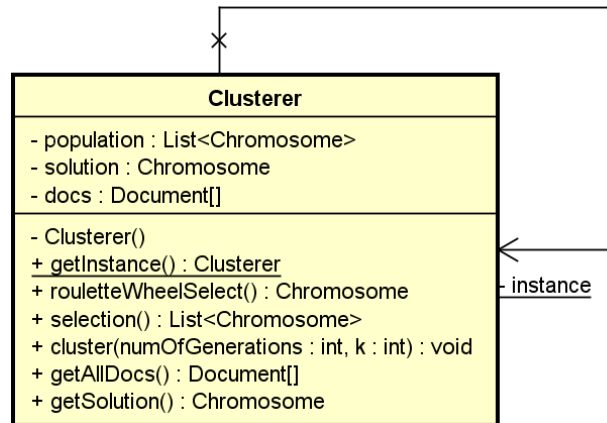 Clusterer
- population : List<Chromosome>
- solution : Chromosome
- docs : Document[]
- Clusterer()
+ getInstance() : Clusterer
- instance
+ rouletteWheelSelect() : Chromosome
+ selection() : List<Chromosome>
+ cluster(numOfGenerations : int, k : int) : void
+ getAllDocs() : Document[]
+ getSolution() : Chromosome